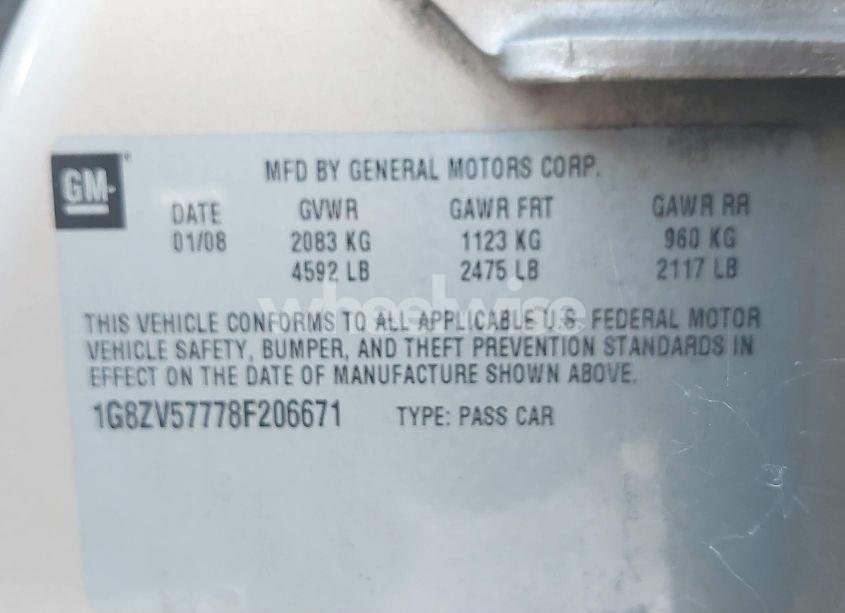 GM
MFD BY GENERAL MOTORS CORP.
DATE GVWR GAWR FRT GAWR RR
01/08 2083 KG 1123 KG 960 KG
4592 LB 2475 LB 2117 LB
wheelwise
THIS VEHICLE CONFORMS TO ALL APPLICABLE U.S. FEDERAL MOTOR
VEHICLE SAFETY, BUMPER, AND THEFT PREVENTION STANDARDS IN
EFFECT ON THE DATE OF MANUFACTURE SHOWN ABOVE.
1G8ZV57778F206671 TYPE: PASS CAR